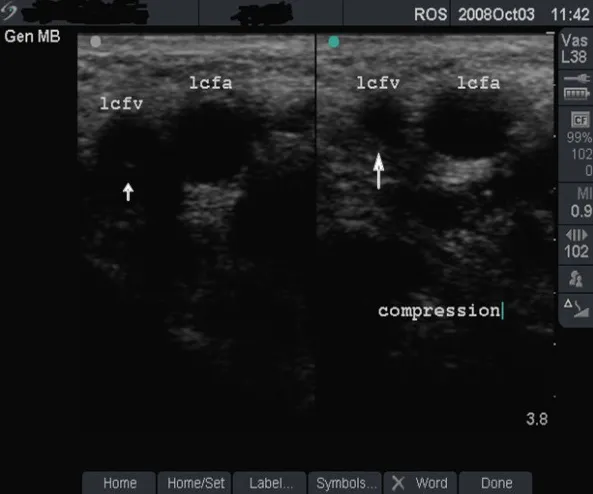 ROS 2008Oct03 11:42
Gen MB
Vas
L38
lcfv
lcfa
lcfv
lcfa
CF
99%
102
0
MI
0.9
102
compression
3.8
Home Home/Set Label... Symbols... X Word Done